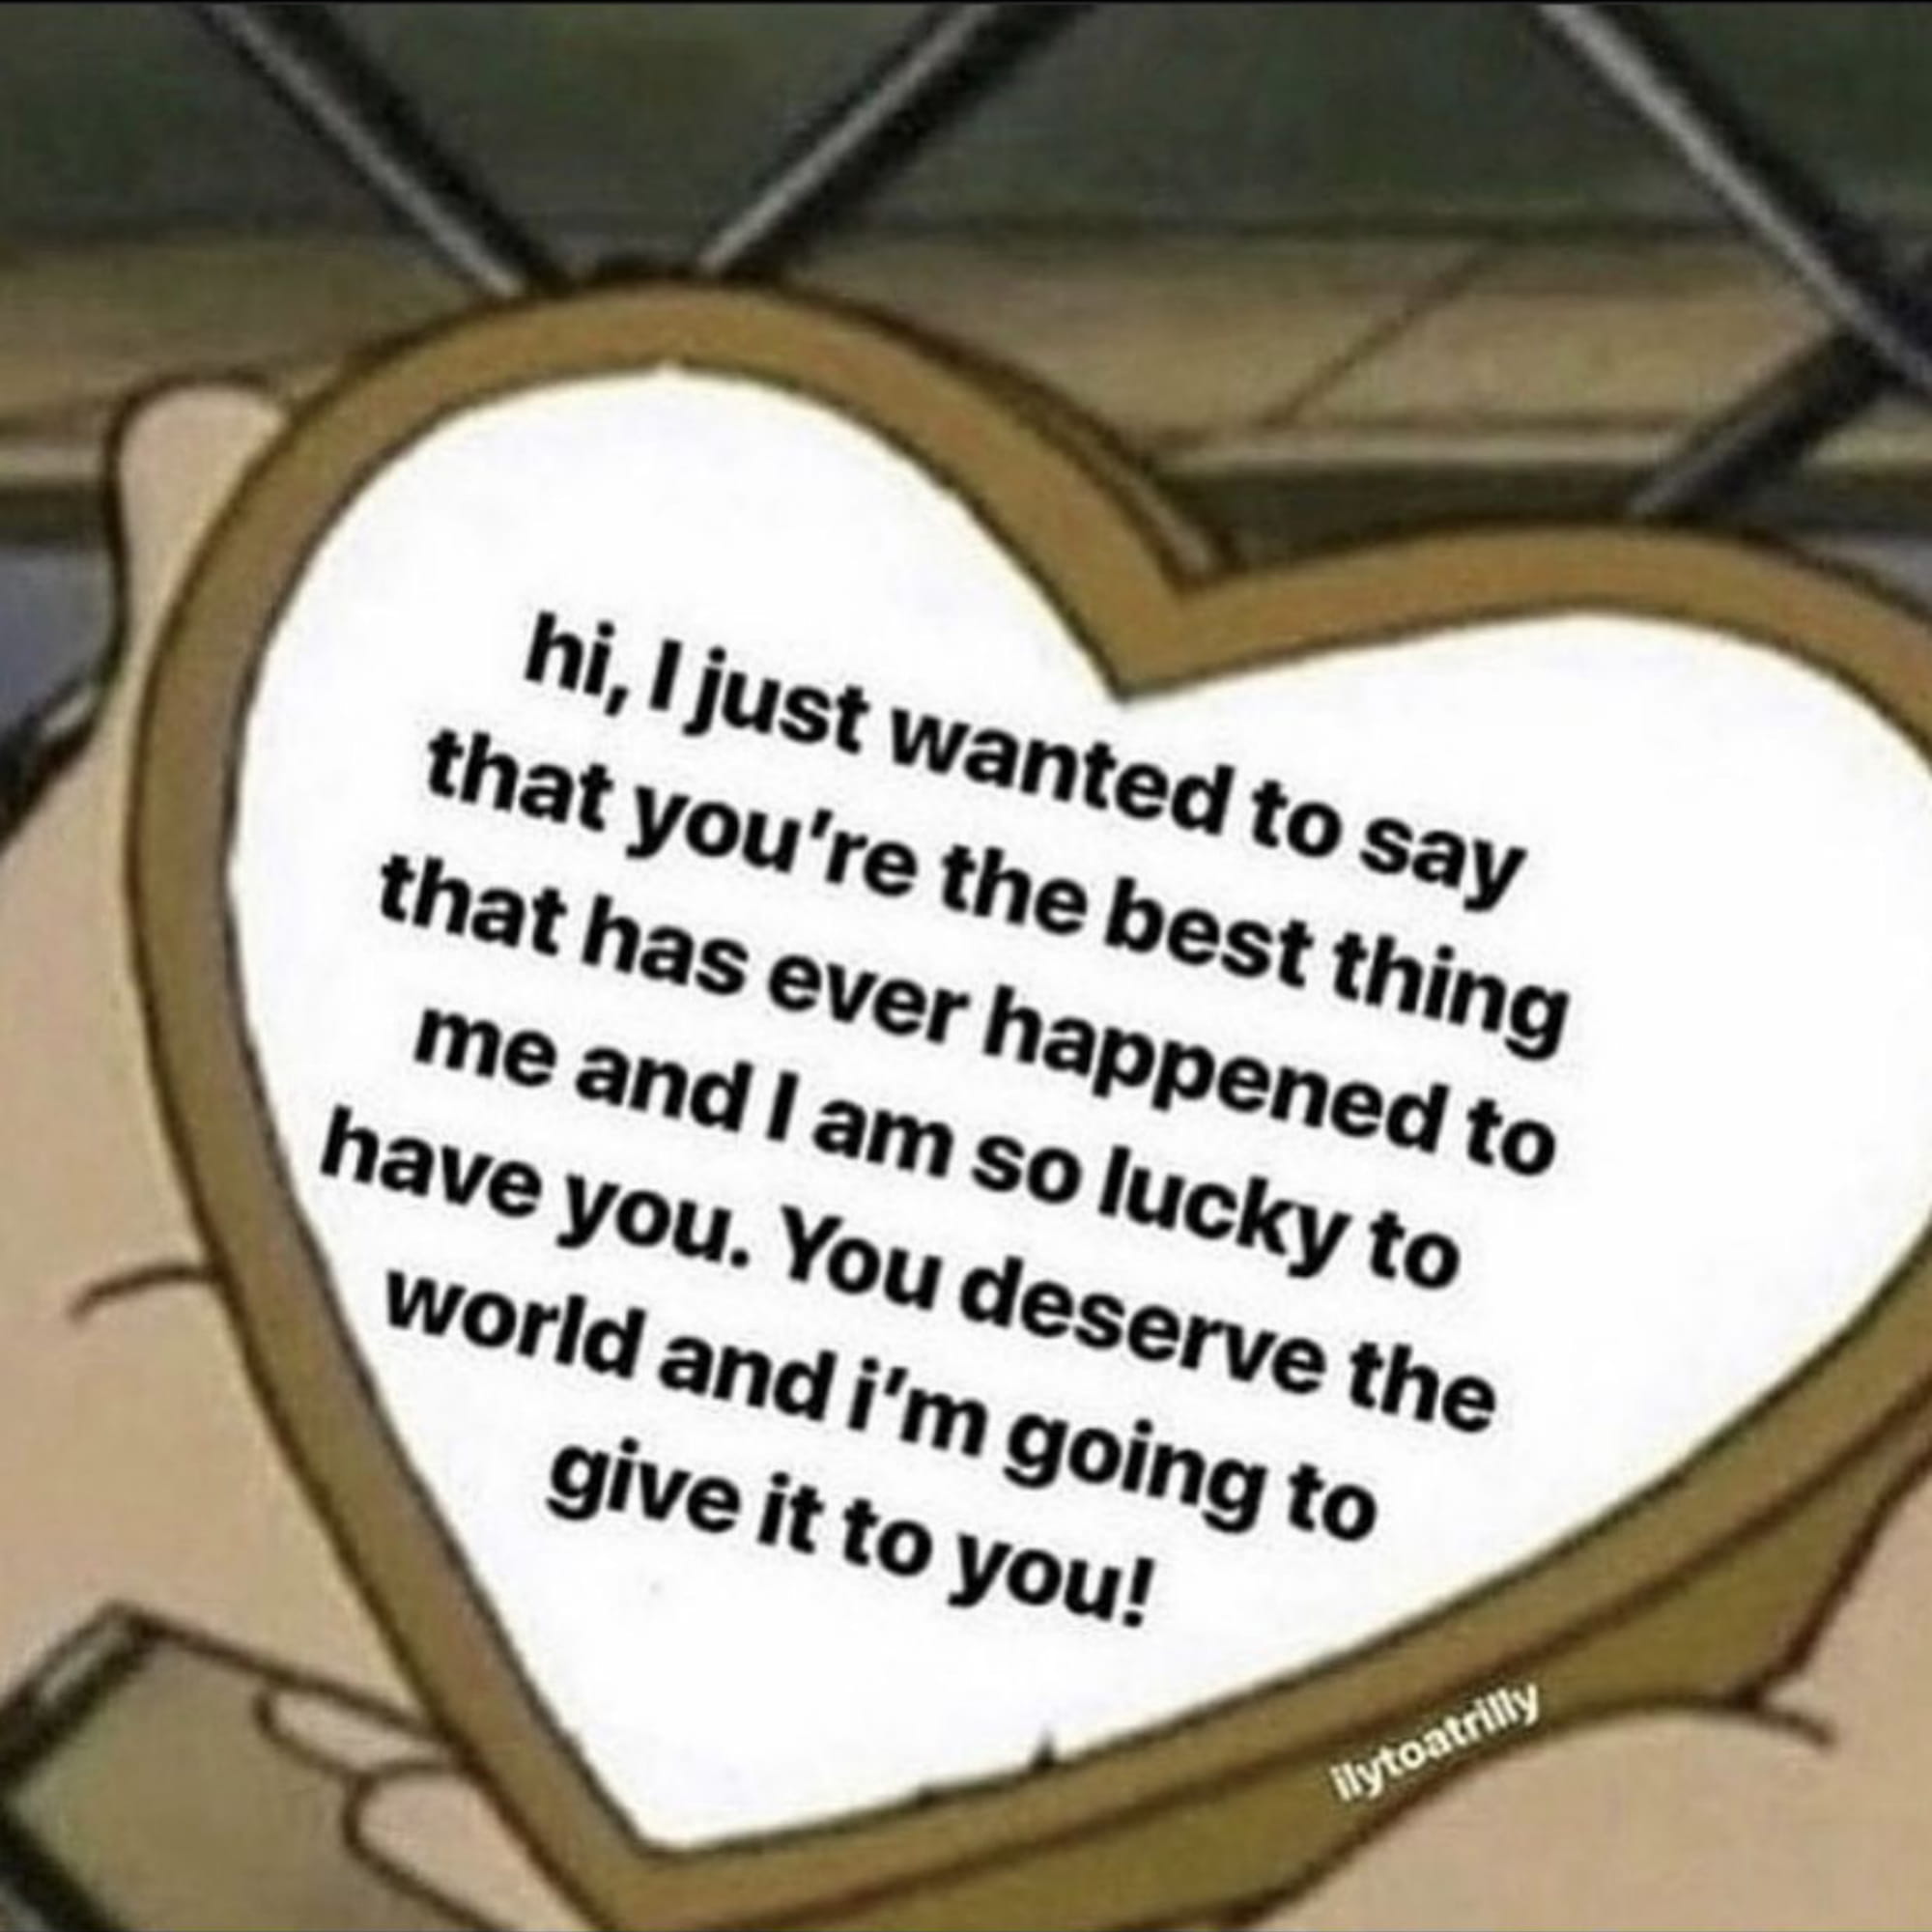 hi, I just wanted to say
that you're the best thing
that has ever happened to
me and I am so lucky to
have you. You deserve the
world and i'm going to
give it to you!
ilytoatrilly